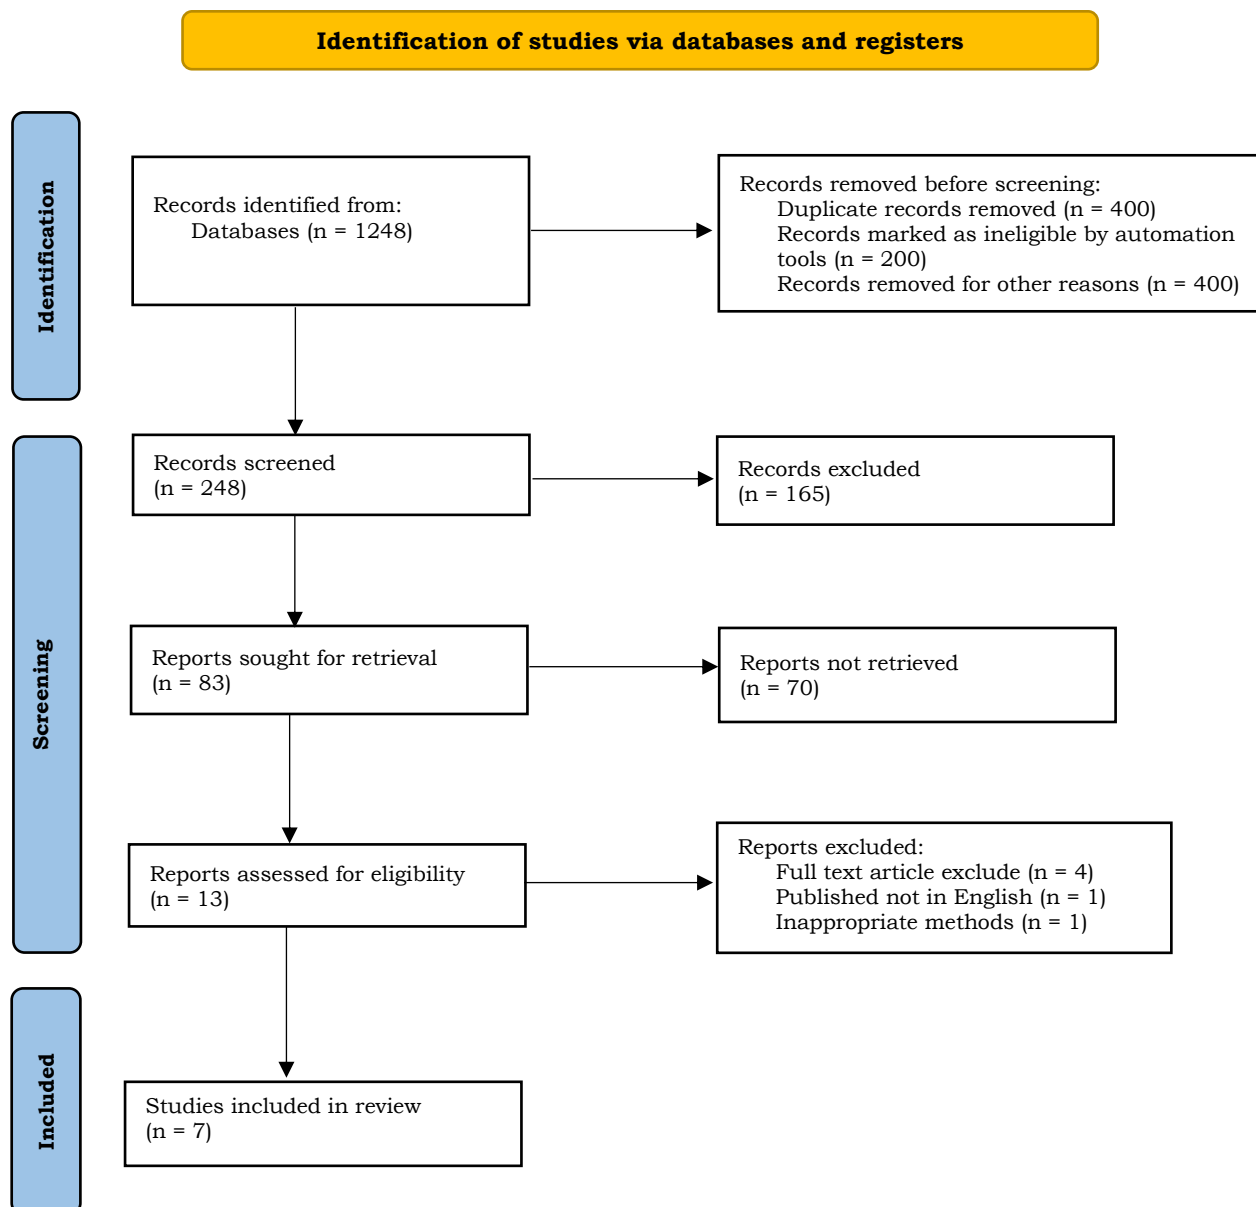 Identification of studies via databases and registers
Identification
Records identified from:
Databases (n = 1248)
Records removed before screening:
Duplicate records removed (n = 400)
Records marked as ineligible by automation
tools (n = 200)
Records removed for other reasons (n = 400)
Screening
Records screened
(n = 248)
Records excluded
(n = 165)
Reports sought for retrieval
(n = 83)
Reports not retrieved
(n = 70)
Reports assessed for eligibility
(n = 13)
Reports excluded:
Full text article exclude (n = 4)
Published not in English (n = 1)
Inappropriate methods (n = 1)
Included
Studies included in review
(n = 7)